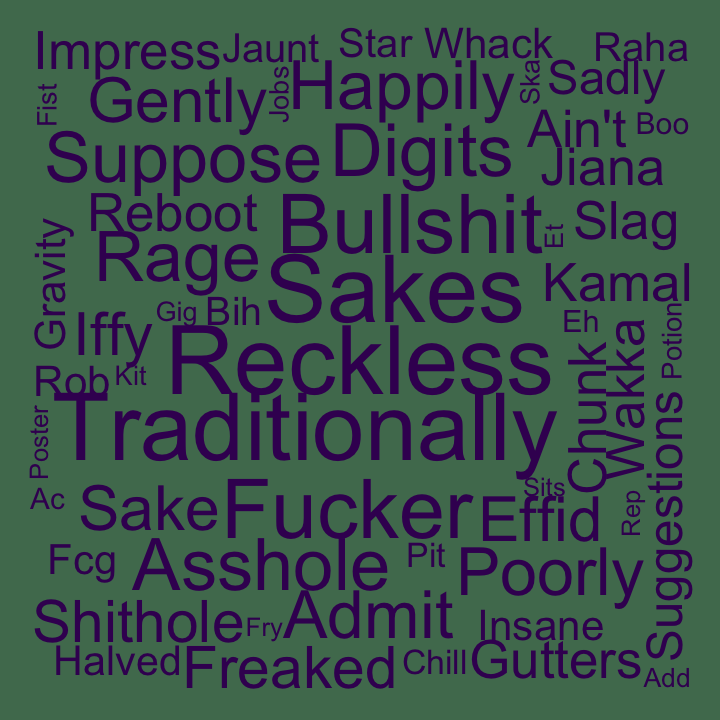 Impress Jaunt Star Whack Raha
Fist Gently Jobs Happily Ska Sadly
Suppose Digits Ain't Boo
Jiana
Reboot Bullshit Et Slag
Gravity Rage Sakes Kamal
Gig Bih Eh
Iffy Reckless Chunk Wakka Potion
Rob Kit
Poster Traditionally
Ac Sake Fucker Sits Effid Rep Suggestions
Fcg Asshole Pit Poorly
Shithole Fry Admit Insane
Halved Freaked Chill Gutters Add